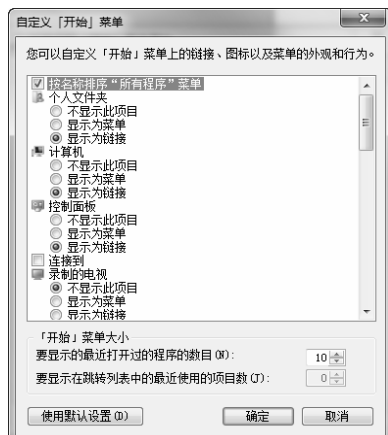 自定义「开始」菜单
您可以自定义「开始」菜单上的链接、图标以及菜单的外观和行为。
按名称排序“所有程序”菜单
个人文件夹
不显示此项目
显示为菜单
显示为链接
计算机
不显示此项目
显示为菜单
显示为链接
控制面板
不显示此项目
显示为菜单
显示为链接
连接到
录制的电视
不显示此项目
显示为菜单
显示为链接
「开始」菜单大小
要显示的最近打开过的程序的数目(N): 10
要显示在跳转列表中的最近使用的项目数(J): 0
使用默认设置(D) 确定 取消